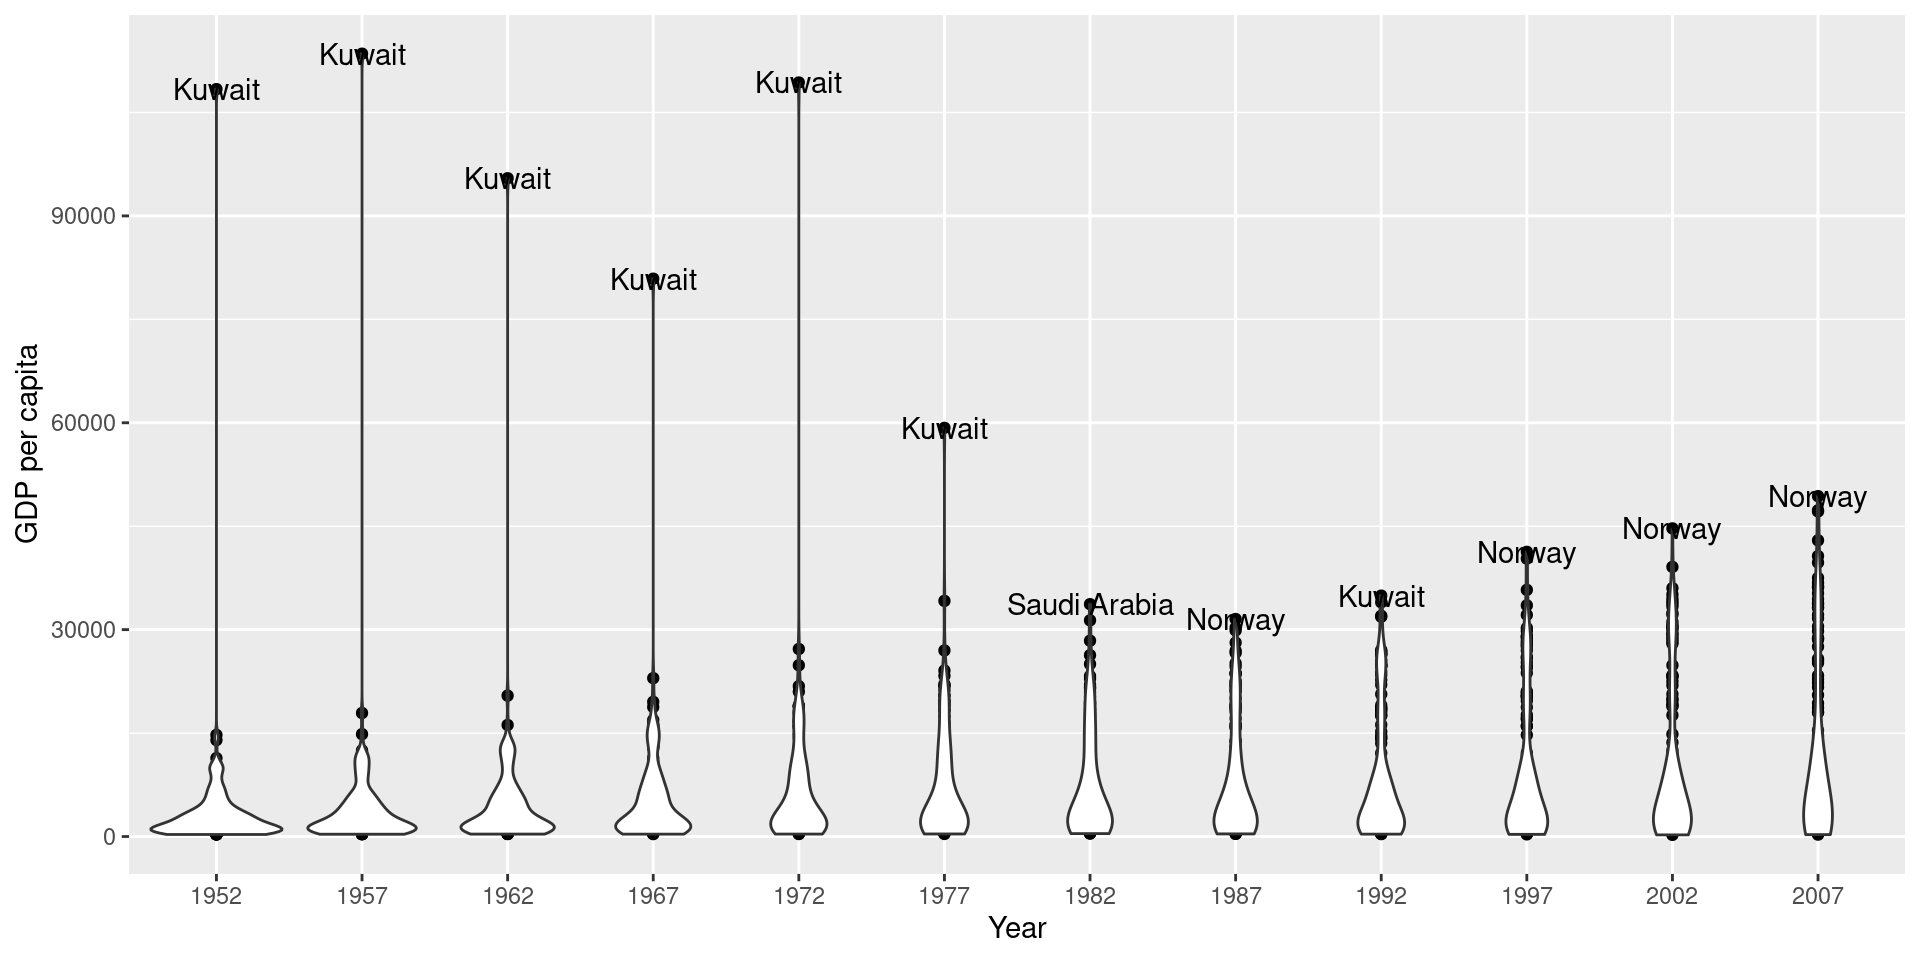 Kuwait
Kuwait
Kuwait
Kuwait
Kuwait
Kuwait
Saudi Arabia
Norway
Kuwait
Norway
Norway
Norway
90000
60000
30000
0
GDP per capita
1952 1957 1962 1967 1972 1977 1982 1987 1992 1997 2002 2007
Year